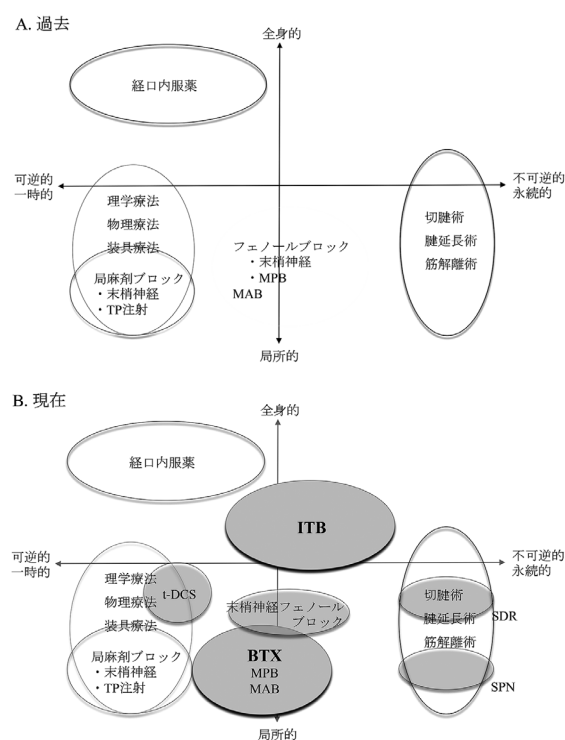 A. 過去
全身的
経口内服薬
可逆的
一時的
不可逆的
永続的
理学療法
物理療法
装具療法
局麻剤ブロック
・末梢神経
・TP注射
フェノールブロック
・末梢神経
・MPB
MAB
切腱術
腱延長術
筋解離術
局所的
B. 現在
全身的
経口内服薬
ITB
可逆的
一時的
不可逆的
永続的
理学療法
物理療法
装具療法
t-DCS
局麻剤ブロック
・末梢神経
・TP注射
末梢神経フェノール
ブロック
BTX
MPB
MAB
切腱術
SDR
腱延長術
筋解離術
SPN
局所的